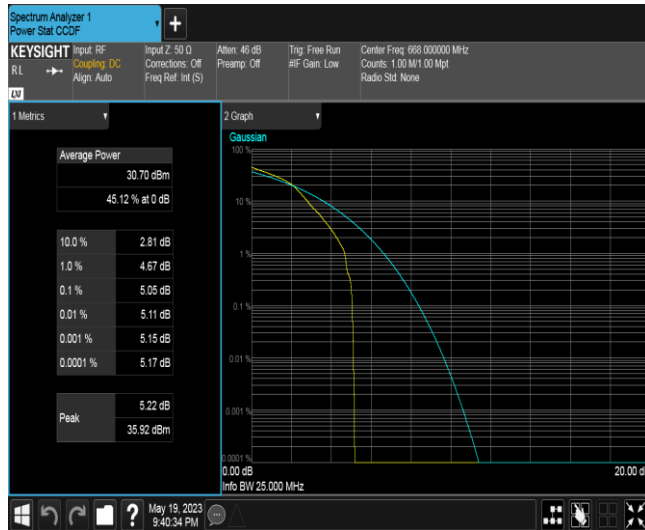 Spectrum Analyzer 1
Power Stat CCDF
+
KEYSIGHT
RL
LXI
Input: RF
Coupling: DC
Align: Auto
Input Z: 50 Ω
Corrections: Off
Freq Ref: Int (S)
Atten: 46 dB
Preamp: Off
Trig: Free Run
#IF Gain: Low
Center Freq: 668.000000 MHz
Counts: 1.00 M/1.00 Mpt
Radio Std: None
1 Metrics
Average Power
30.70 dBm
45.12 % at 0 dB
10.0 % 2.81 dB
1.0 % 4.67 dB
0.1 % 5.05 dB
0.01 % 5.11 dB
0.001 % 5.15 dB
0.0001 % 5.17 dB
Peak
5.22 dB
35.92 dBm
2 Graph
Gaussian
100 %
10 %
1 %
0.1 %
0.01 %
0.001 %
0.0001 %
0.00 dB
20.00 d
Info BW 25.000 MHz
?
May 19, 2023
9:40:34 PM